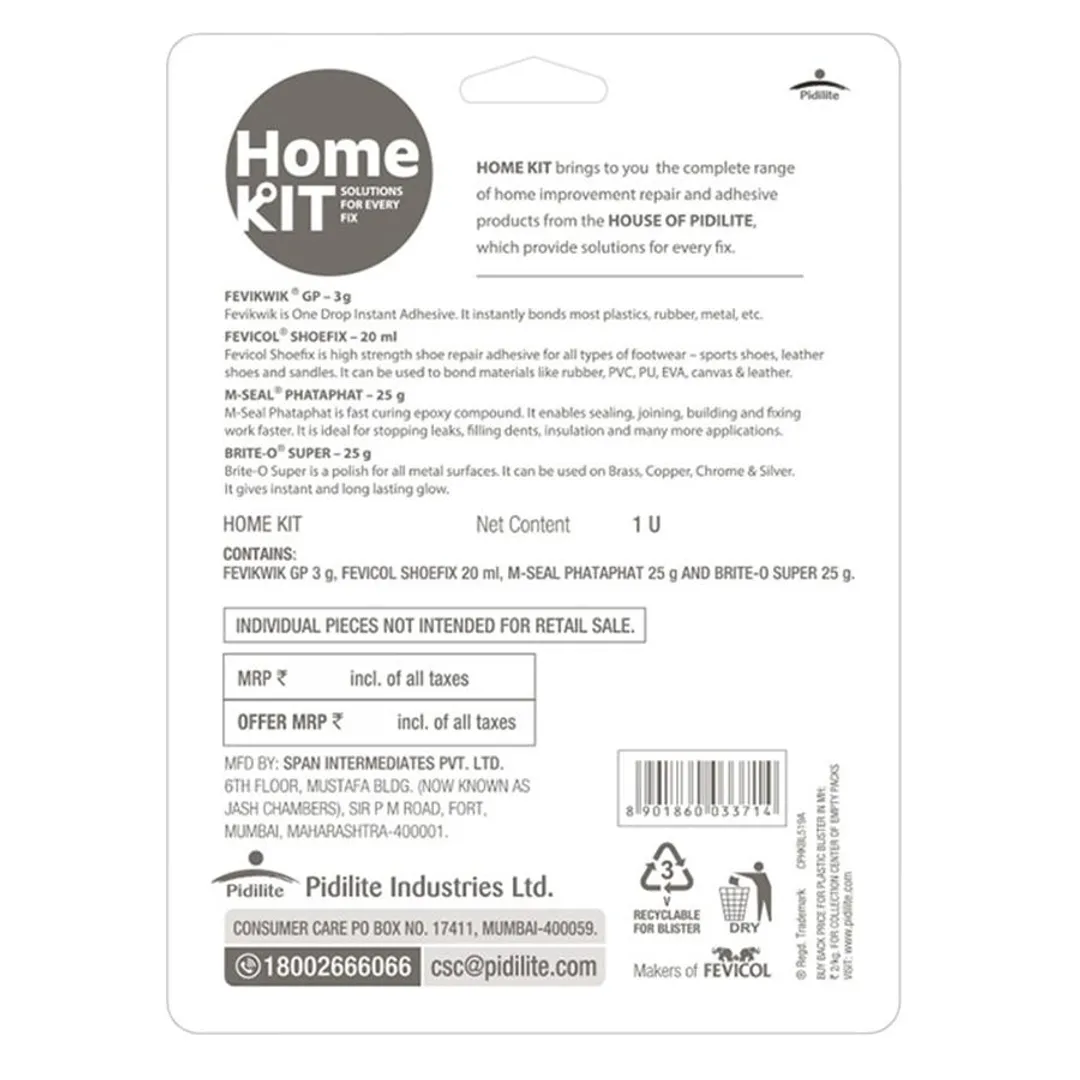 Home
KIT
SOLUTIONS
FOR EVERY
FIX
Pidilite
HOME KIT brings to you the complete range
of home improvement repair and adhesive
products from the HOUSE OF PIDILITE,
which provide solutions for every fix.
FEVIKWIK® GP – 3g
Fevikwik is One Drop Instant Adhesive. It instantly bonds most plastics, rubber, metal, etc.
FEVICOL® SHOEFIX – 20 ml
Fevicol Shoefix is high strength shoe repair adhesive for all types of footwear – sports shoes, leather
shoes and sandles. It can be used to bond materials like rubber, PVC, PU, EVA, canvas & leather.
M-SEAL® PHATAPHAT – 25 g
M-Seal Phataphat is fast curing epoxy compound. It enables sealing, joining, building and fixing
work faster. It is ideal for stopping leaks, filling dents, insulation and many more applications.
BRITE-O® SUPER – 25 g
Brite-O Super is a polish for all metal surfaces. It can be used on Brass, Copper, Chrome & Silver.
It gives instant and long lasting glow.
HOME KIT Net Content 1 U
CONTAINS:
FEVIKWIK GP 3 g, FEVICOL SHOEFIX 20 ml, M-SEAL PHATAPHAT 25 g AND BRITE-O SUPER 25 g.
INDIVIDUAL PIECES NOT INTENDED FOR RETAIL SALE.
MRP ₹ incl. of all taxes
OFFER MRP ₹ incl. of all taxes
MFD BY: SPAN INTERMEDIATES PVT. LTD.
6TH FLOOR, MUSTAFA BLDG. (NOW KNOWN AS
JASH CHAMBERS), SIR P M ROAD, FORT,
MUMBAI, MAHARASHTRA-400001.
Pidilite Pidilite Industries Ltd.
CONSUMER CARE PO BOX NO. 17411, MUMBAI-400059.
18002666066 csc@pidilite.com
8 901860 033714
3
V
RECYCLABLE
FOR BLISTER
DRY
Makers of FEVICOL
® Regd. Trademark CPHKBL519A
BUY BACK PRICE FOR PLASTIC BLISTER IN MH:
₹ 2/kg. FOR COLLECTION CENTER OF EMPTY PACKS
VISIT: www.pidilite.com